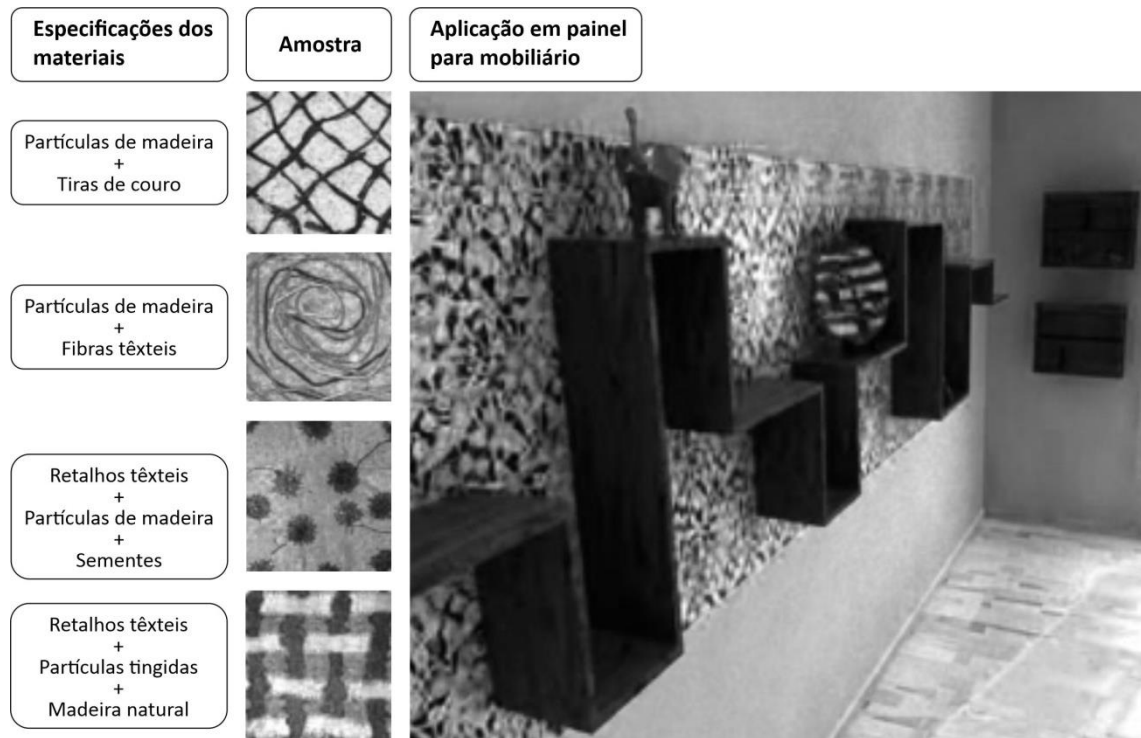 Especificações dos
materiais
Amostra
Aplicação em painel
para mobiliário
Partículas de madeira
+
Tiras de couro
Partículas de madeira
+
Fibras têxteis
Retalhos têxteis
+
Partículas de madeira
+
Sementes
Retalhos têxteis
+
Partículas tingidas
+
Madeira natural